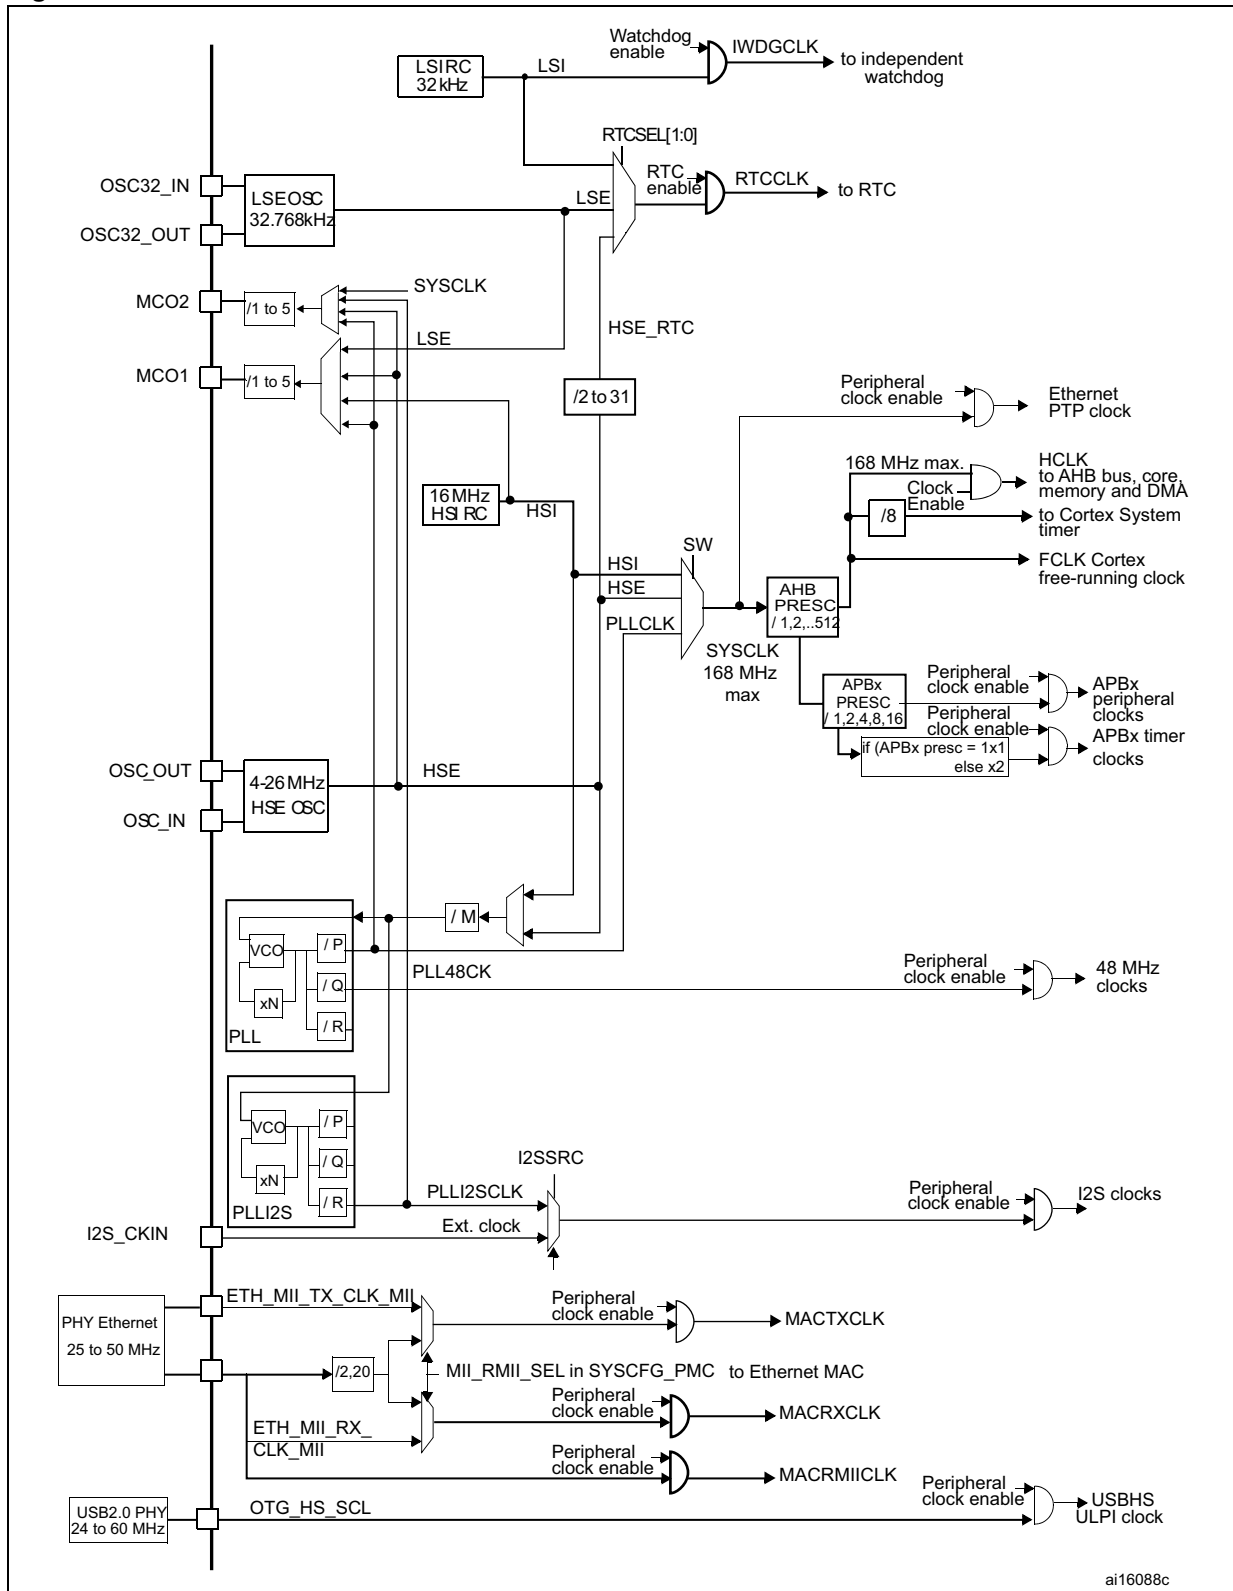 Watchdog
enable
IWDGCLK
to independent
watchdog
LSI RC
32 kHz
LSI
RTCSEL[1:0]
OSC32_IN
OSC32_OUT
LSE OSC
32.768kHz
LSE
RTC
enable
RTCCLK
to RTC
MCO2
/1 to 5
SYSCLK
MCO1
/1 to 5
LSE
HSE_RTC
/2 to 31
Peripheral
clock enable
Ethernet
PTP clock
16 MHz
HSI RC
HSI
168 MHz max.
Clock
Enable
HCLK
to AHB bus, core,
memory and DMA
/8
to Cortex System
timer
FCLK Cortex
free-running clock
SW
HSI
HSE
PLLCLK
SYSCLK
168 MHz
max
AHB
PRESC
/ 1,2,..512
APBx
PRESC
/ 1,2,4,8,16
Peripheral
clock enable
APBx
peripheral
clocks
if (APBx presc = 1x1
else x2
Peripheral
clock enable
APBx timer
clocks
OSC_OUT
OSC_IN
4-26 MHz
HSE OSC
HSE
/ M
VCO
xN
/ P
/ Q
/ R
PLL
PLL48CK
Peripheral
clock enable
48 MHz
clocks
VCO
xN
/ P
/ Q
/ R
PLLI2S
I2SSRC
PLLI2SCLK
Ext. clock
I2S_CKIN
Peripheral
clock enable
I2S clocks
PHY Ethernet
25 to 50 MHz
ETH_MII_TX_CLK_MII
Peripheral
clock enable
MACTXCLK
/2,20
MII_RMII_SEL in SYSCFG_PMC
to Ethernet MAC
ETH_MII_RX_
CLK_MII
Peripheral
clock enable
MACRXCLK
Peripheral
clock enable
MACRMIICLK
USB2.0 PHY
24 to 60 MHz
OTG_HS_SCL
Peripheral
clock enable
USBHS
ULPI clock
ai16088c